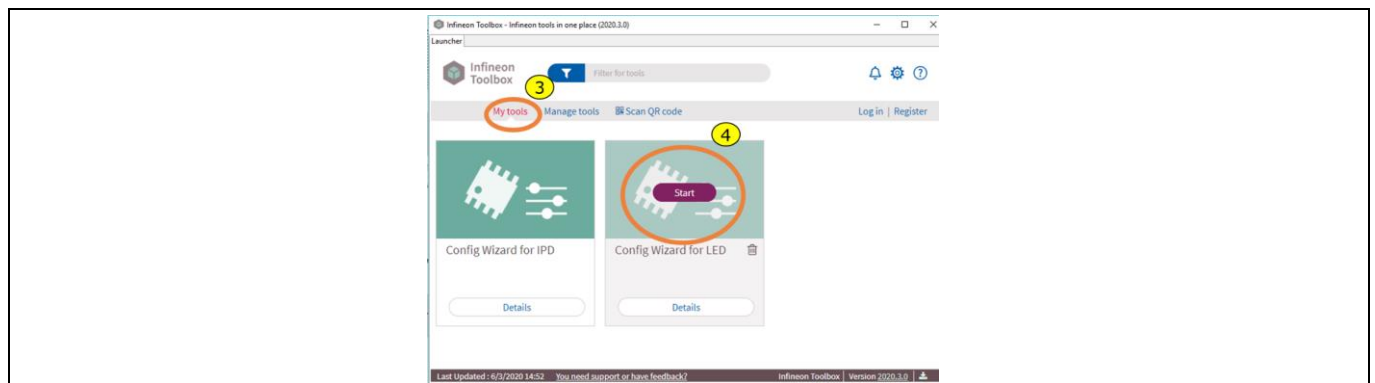 Infineon Toolbox - Infineon tools in one place (2020.3.0)
Launcher
Infineon
Toolbox
Filter for tools
3
My tools Manage tools Scan QR code Log in | Register
4
Start
Config Wizard for IPD Config Wizard for LED
Details Details
Last Updated : 6/3/2020 14:52 You need support or have feedback? Infineon Toolbox | Version 2020.3.0